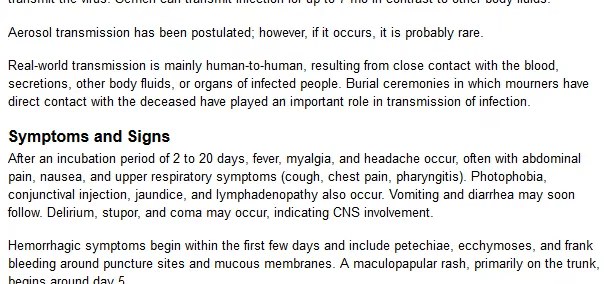 transmit the virus. Semen can transmit infection for up to 7 mo in contrast to other body fluids.
Aerosol transmission has been postulated; however, if it occurs, it is probably rare.
Real-world transmission is mainly human-to-human, resulting from close contact with the blood,
secretions, other body fluids, or organs of infected people. Burial ceremonies in which mourners have
direct contact with the deceased have played an important role in transmission of infection.
Symptoms and Signs
After an incubation period of 2 to 20 days, fever, myalgia, and headache occur, often with abdominal
pain, nausea, and upper respiratory symptoms (cough, chest pain, pharyngitis). Photophobia,
conjunctival injection, jaundice, and lymphadenopathy also occur. Vomiting and diarrhea may soon
follow. Delirium, stupor, and coma may occur, indicating CNS involvement.
Hemorrhagic symptoms begin within the first few days and include petechiae, ecchymoses, and frank
bleeding around puncture sites and mucous membranes. A maculopapular rash, primarily on the trunk,
begins around day 5.